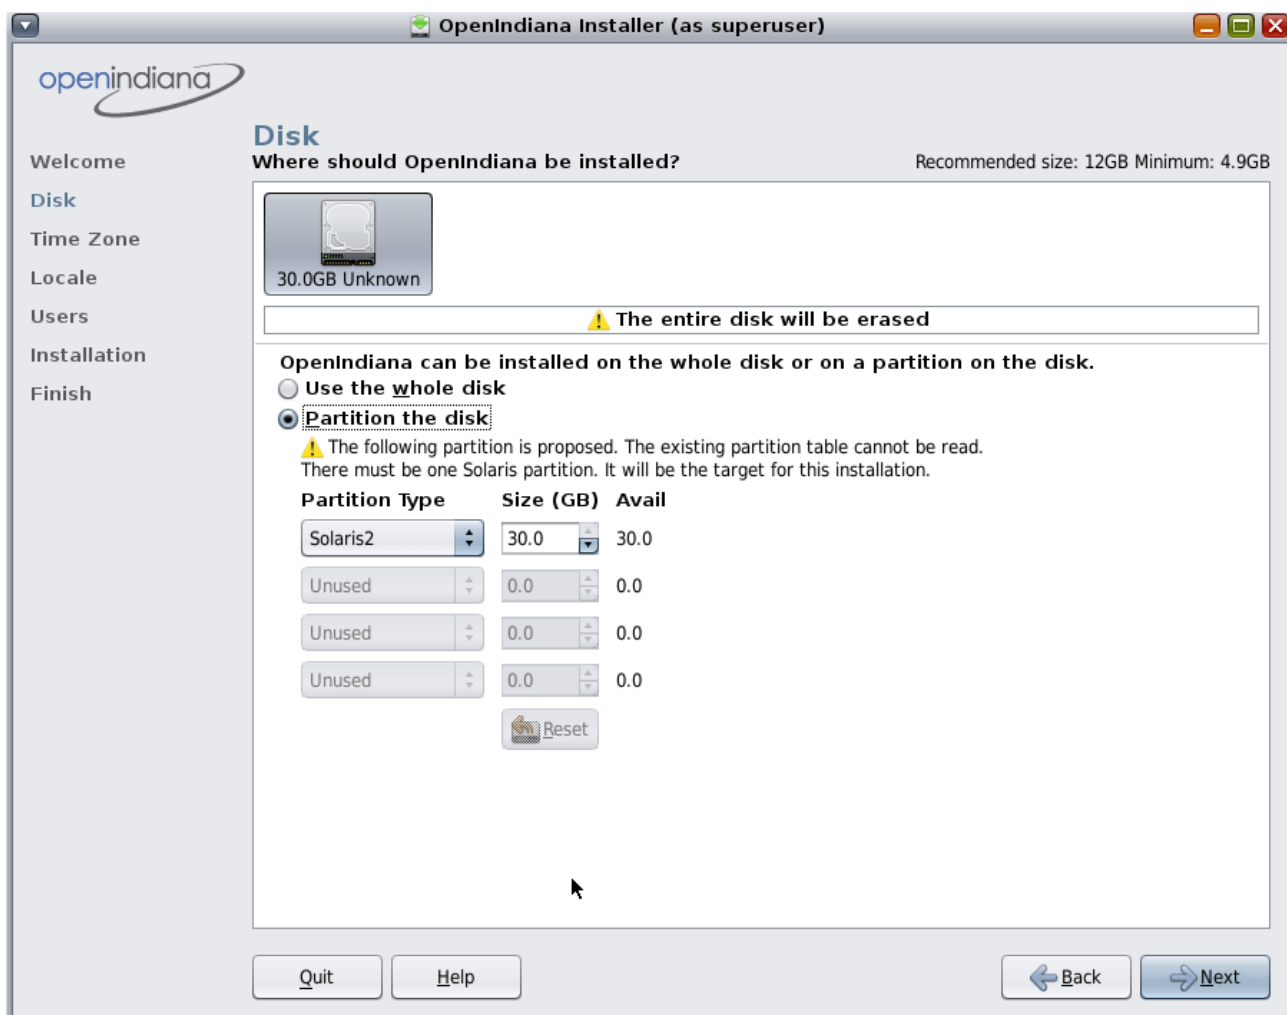 OpenIndiana Installer (as superuser)
openindiana
Disk
Where should OpenIndiana be installed?
Recommended size: 12GB Minimum: 4.9GB
Welcome
Disk
Time Zone
Locale
Users
Installation
Finish
30.0GB Unknown
The entire disk will be erased
OpenIndiana can be installed on the whole disk or on a partition on the disk.
Use the whole disk
Partition the disk
The following partition is proposed. The existing partition table cannot be read.
There must be one Solaris partition. It will be the target for this installation.
Partition Type Size (GB) Avail
Solaris2 30.0 30.0
Unused 0.0 0.0
Unused 0.0 0.0
Unused 0.0 0.0
Reset
Quit Help Back Next